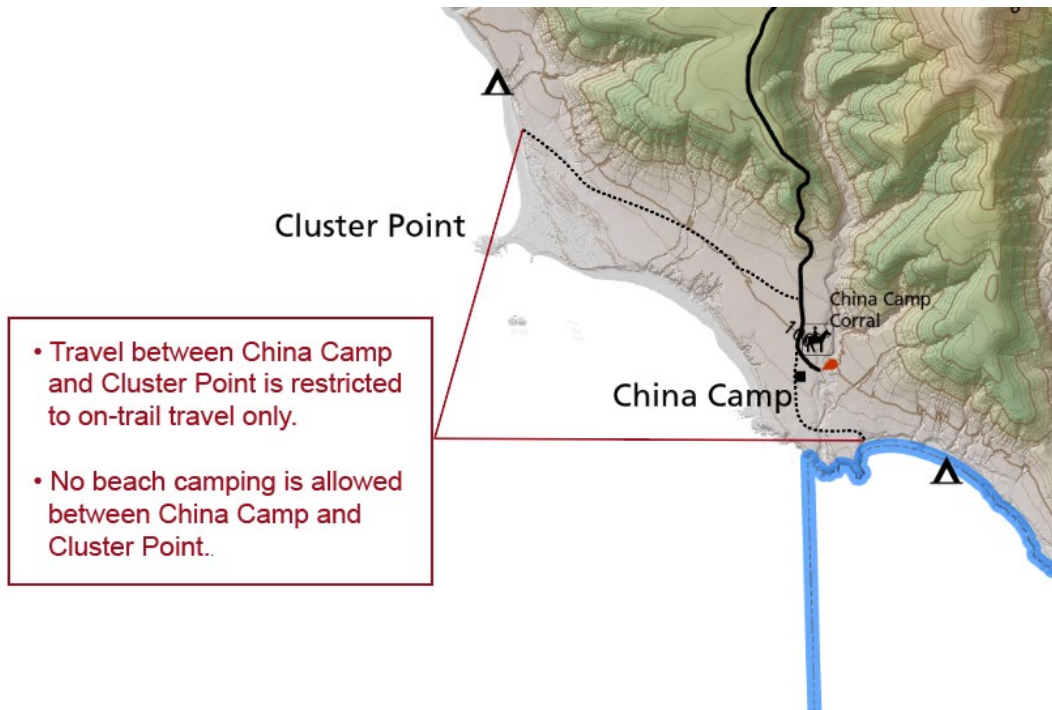 Cluster Point
China Camp
Corral
• Travel between China Camp
and Cluster Point is restricted
to on-trail travel only.
China Camp
• No beach camping is allowed
between China Camp and
Cluster Point..